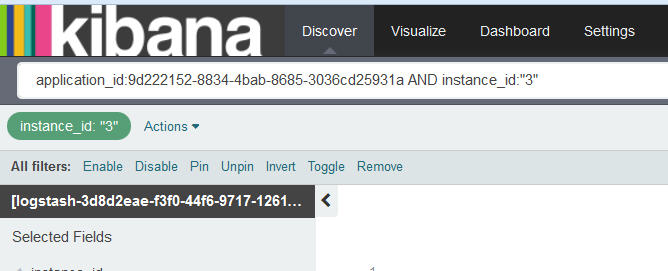 kibana
Discover Visualize Dashboard Settings
application_id:9d222152-8834-4bab-8685-3036cd25931a AND instance_id:"3"
instance_id: "3" Actions
All filters: Enable Disable Pin Unpin Invert Toggle Remove
[logstash-3d8d2eae-f3f0-44f6-9717-1261...
Selected Fields
instance_id